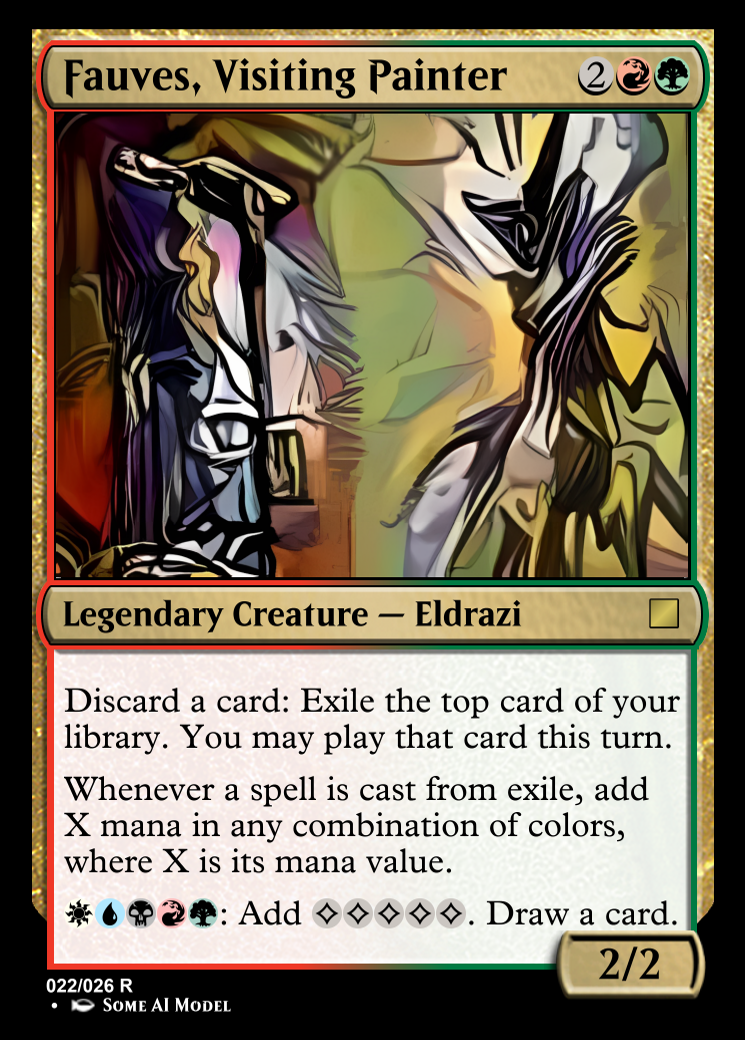 Fauves, Visiting Painter 2
Legendary Creature — Eldrazi
Discard a card: Exile the top card of your
library. You may play that card this turn.
Whenever a spell is cast from exile, add
X mana in any combination of colors,
where X is its mana value.
: Add . Draw a card.
2/2
022/026 R
• Some AI Model